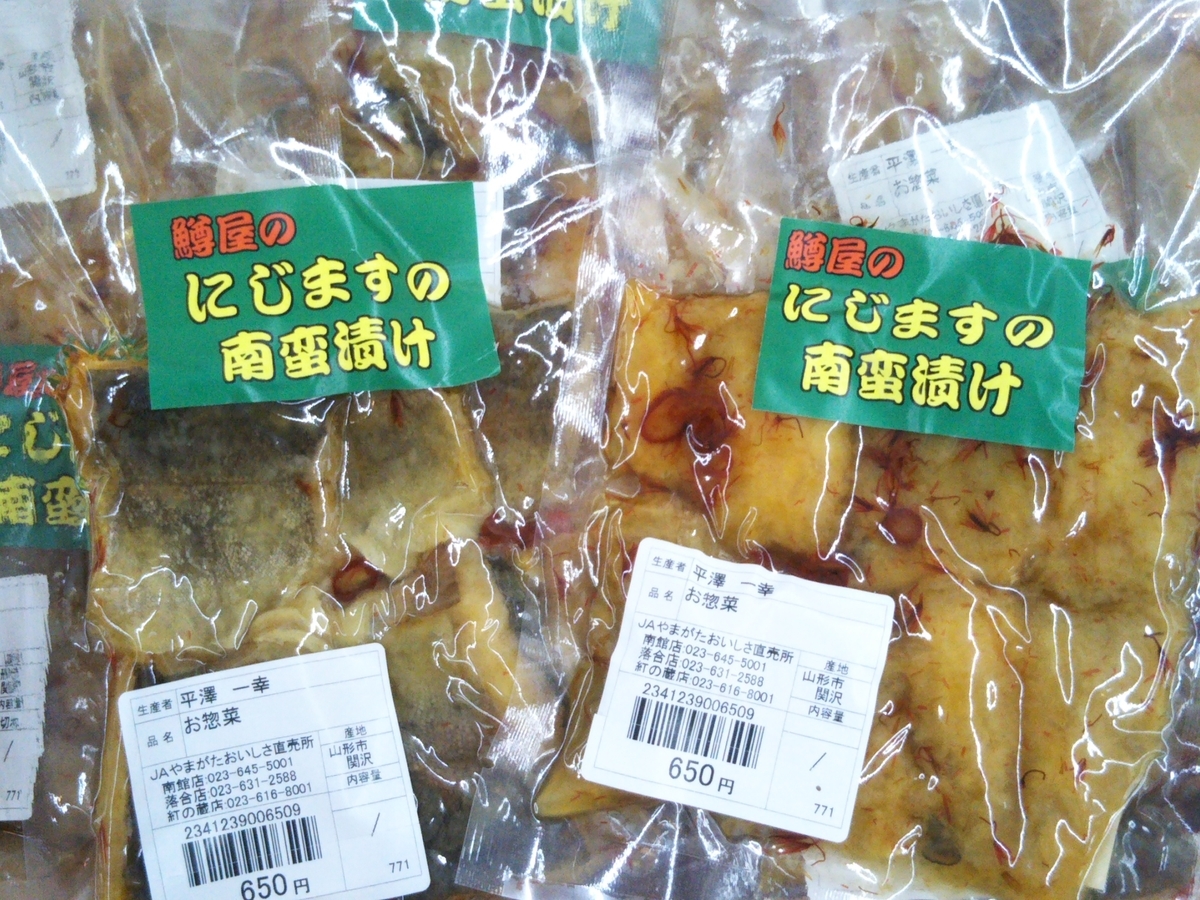 鱒屋の
にじますの
南蛮漬け
鱒屋の
にじますの
南蛮漬け
生産者 平澤 一幸
品名 お惣菜
JAやまがたおいしさ直売所
南館店:023-645-5001
落合店:023-631-2588
紅の蔵店:023-616-8001
2341239006509
650円
産地
山形市
関沢
内容量
/
771
生産者 平澤 一幸
品名 お惣菜
JAやまがたおいしさ直売所
南館店:023-645-5001
落合店:023-631-2588
紅の蔵店:023-616-8001
2341239006509
650円
産地
山形市
関沢
内容量
/
771
生産者 平澤
お惣菜
屋の
にじ
南蛮
771
771